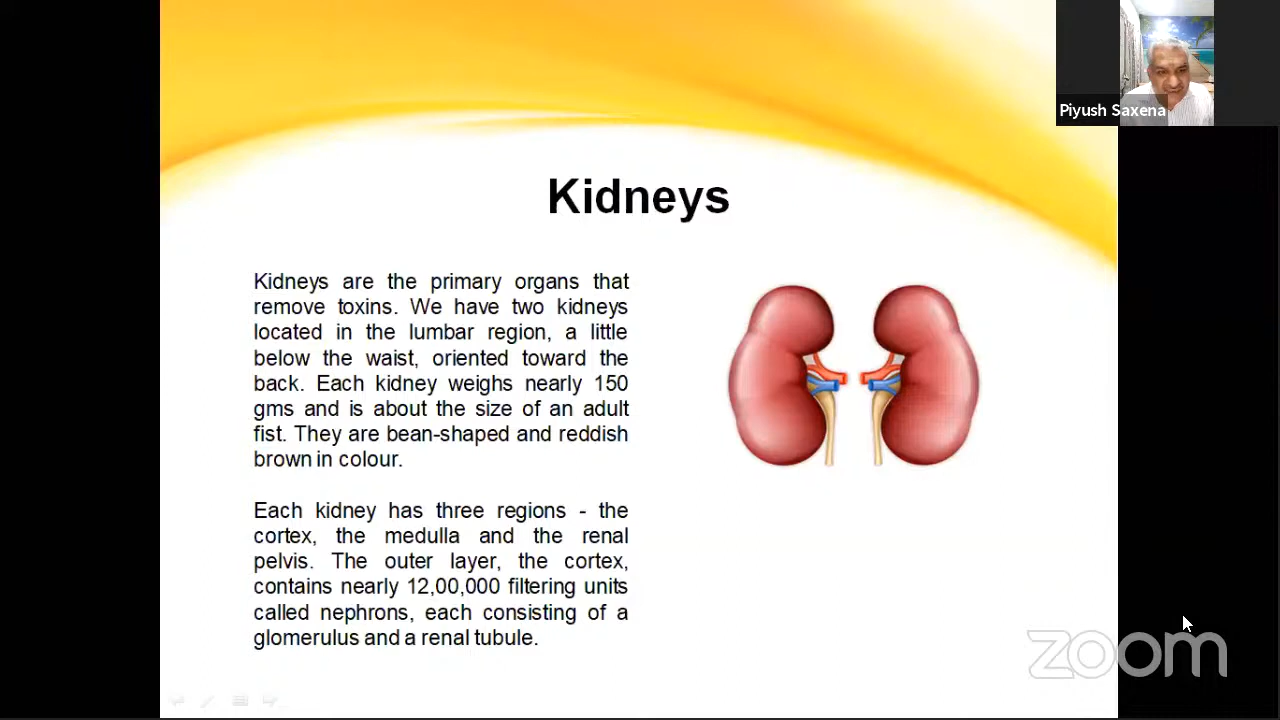 Piyush Saxena
Kidneys
Kidneys are the primary organs that
remove toxins. We have two kidneys
located in the lumbar region, a little
below the waist, oriented toward the
back. Each kidney weighs nearly 150
gms and is about the size of an adult
fist. They are bean-shaped and reddish
brown in colour.
Each kidney has three regions - the
cortex, the medulla and the renal
pelvis. The outer layer, the cortex,
contains nearly 12,00,000 filtering units
called nephrons, each consisting of a
glomerulus and a renal tubule.
zoom